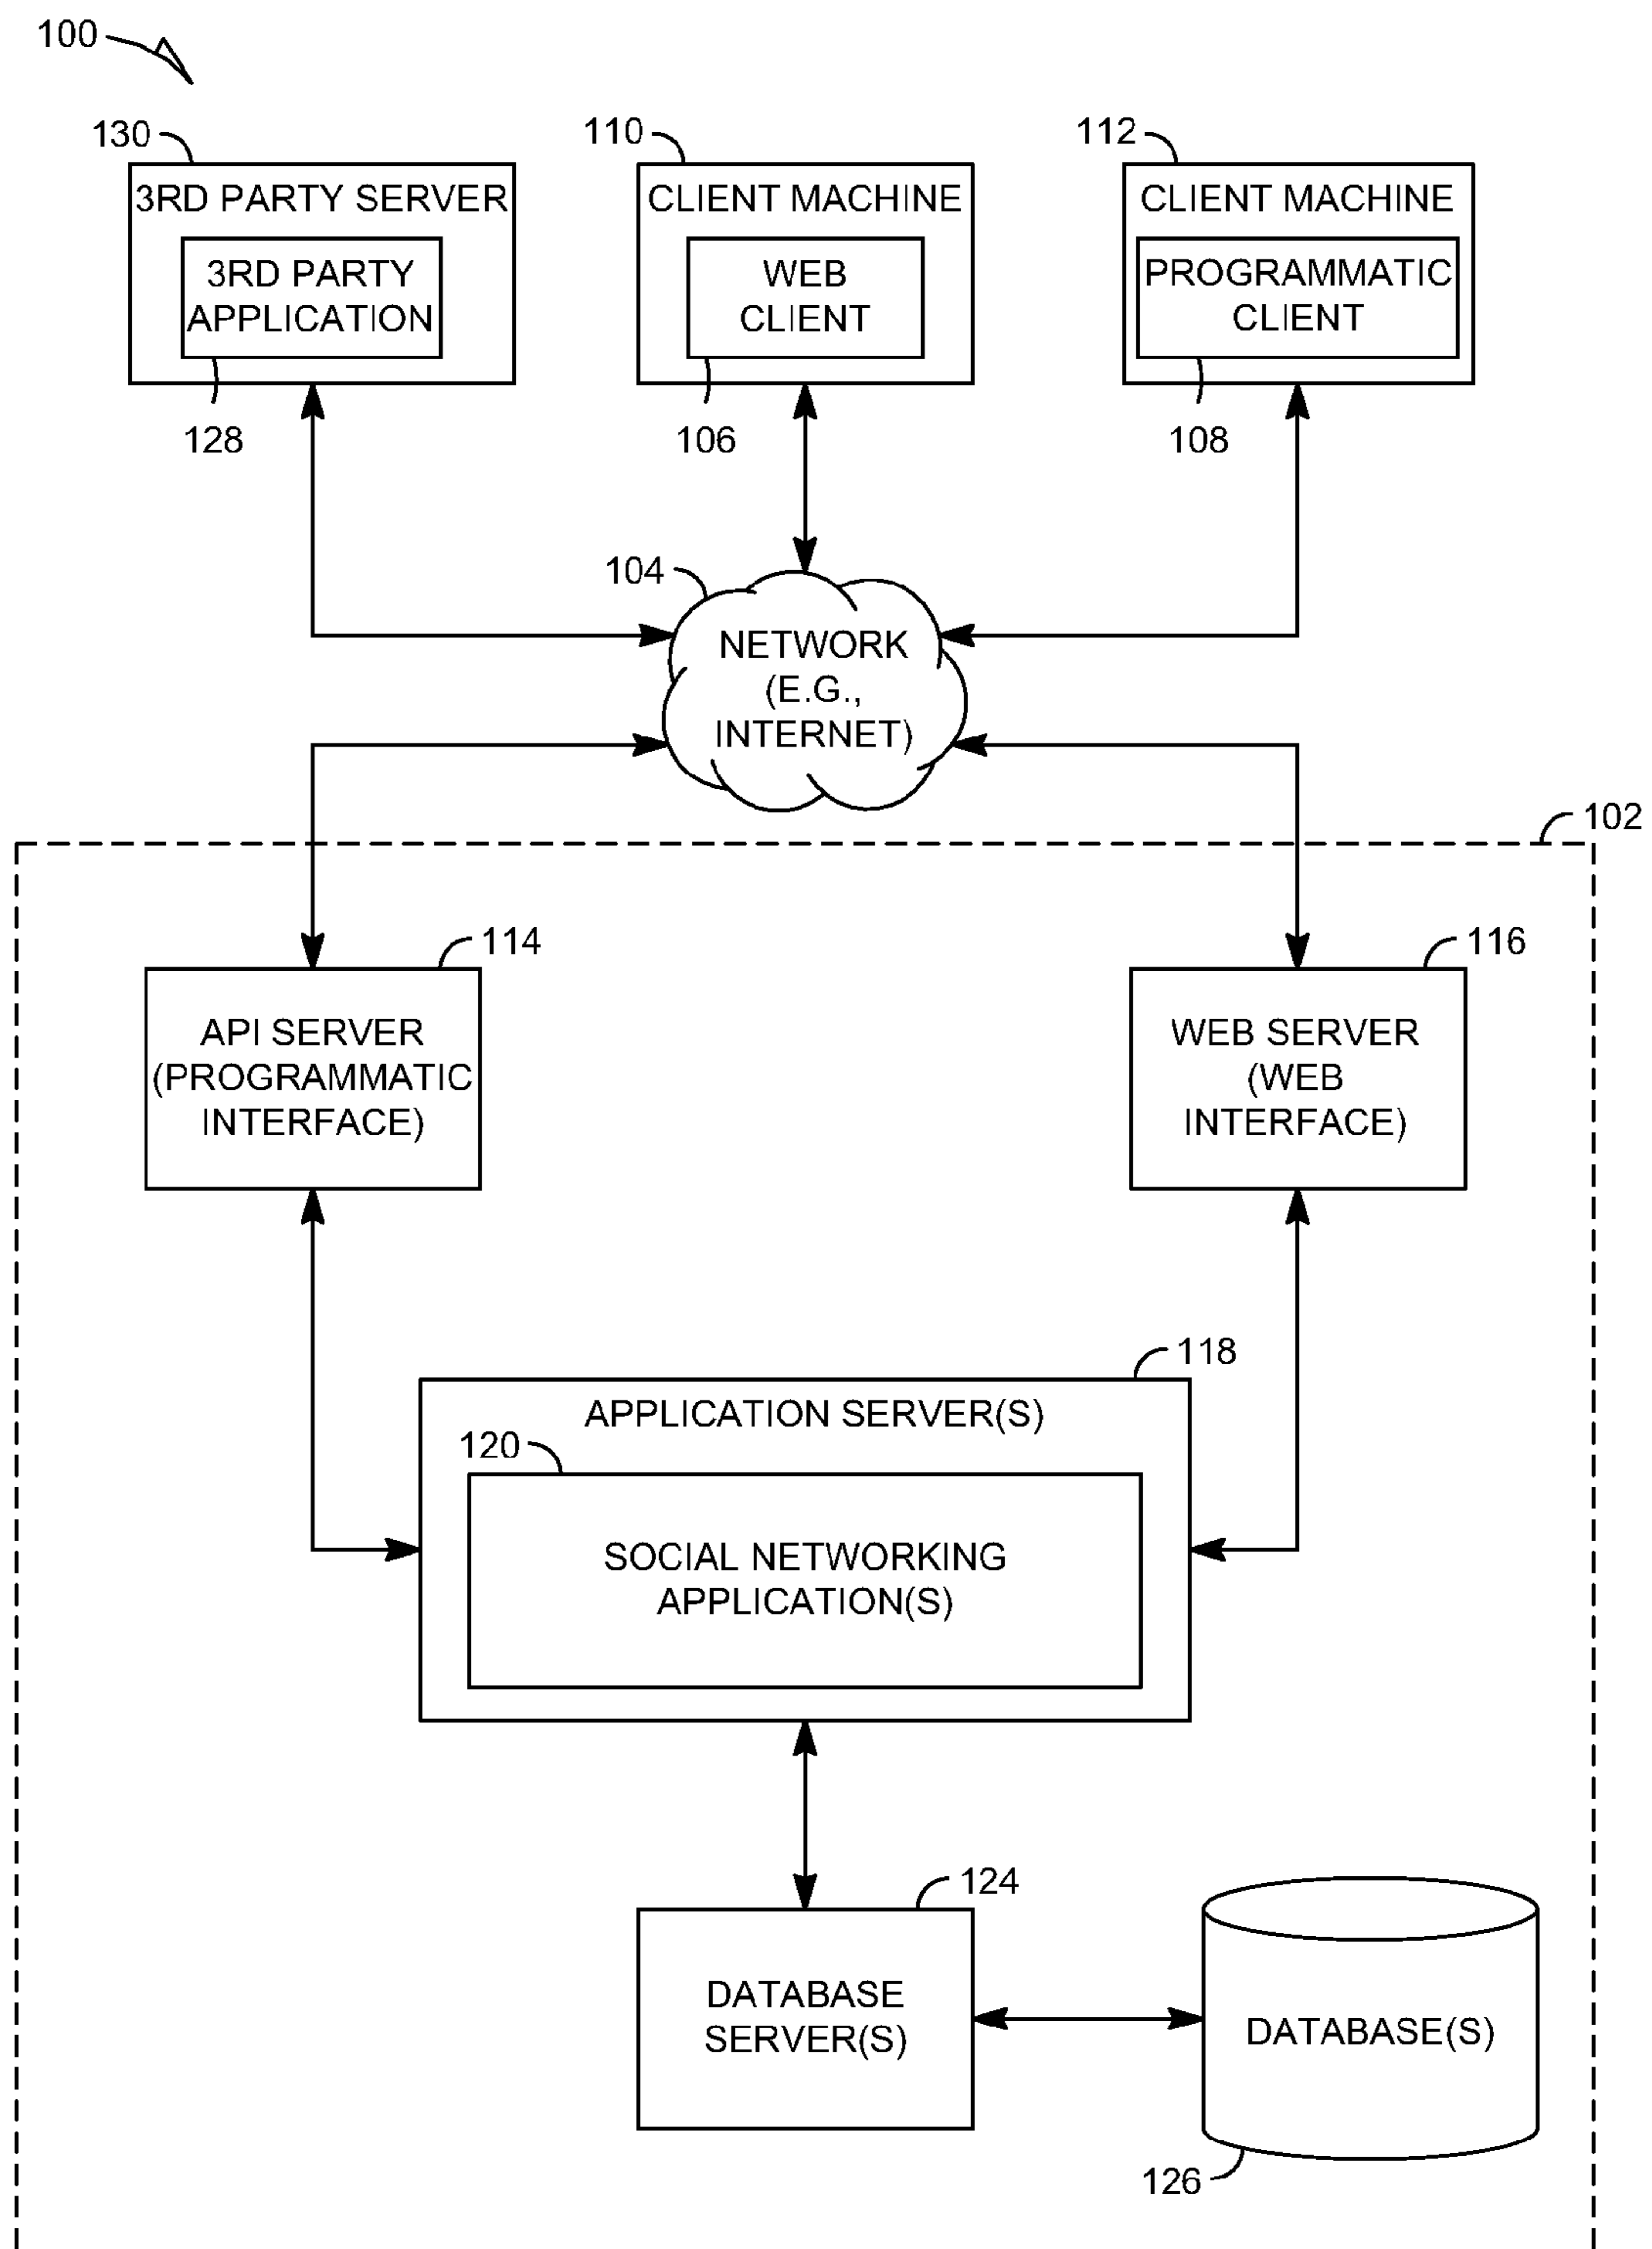 100
130
110
112
3RD PARTY SERVER
3RD PARTY
APPLICATION
CLIENT MACHINE
WEB
CLIENT
CLIENT MACHINE
PROGRAMMATIC
CLIENT
128
106
108
104
NETWORK
(E.G.,
INTERNET)
102
114
116
API SERVER
(PROGRAMMATIC
INTERFACE)
WEB SERVER
(WEB
INTERFACE)
118
APPLICATION SERVER(S)
120
SOCIAL NETWORKING
APPLICATION(S)
124
DATABASE
SERVER(S)
DATABASE(S)
126